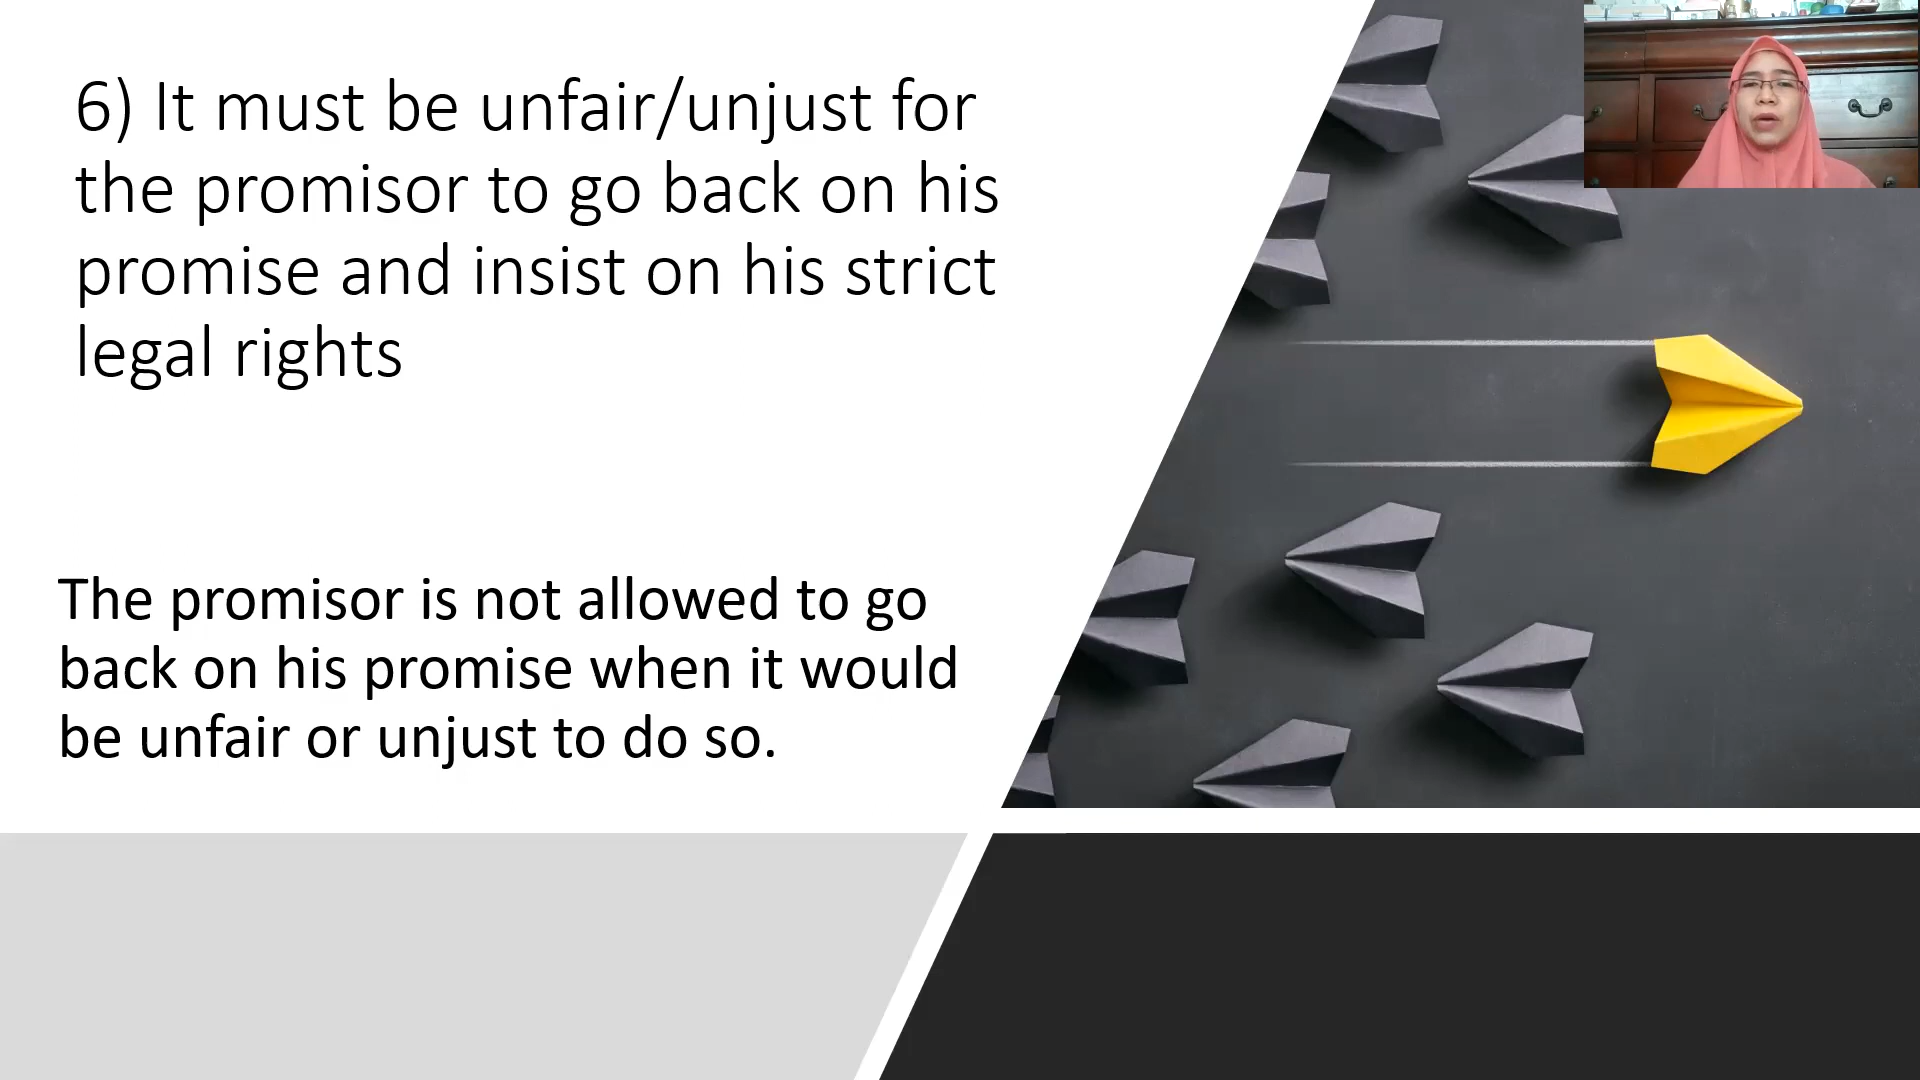 6) It must be unfair/unjust for
the promisor to go back on his
promise and insist on his strict
legal rights
The promisor is not allowed to go
back on his promise when it would
be unfair or unjust to do so.